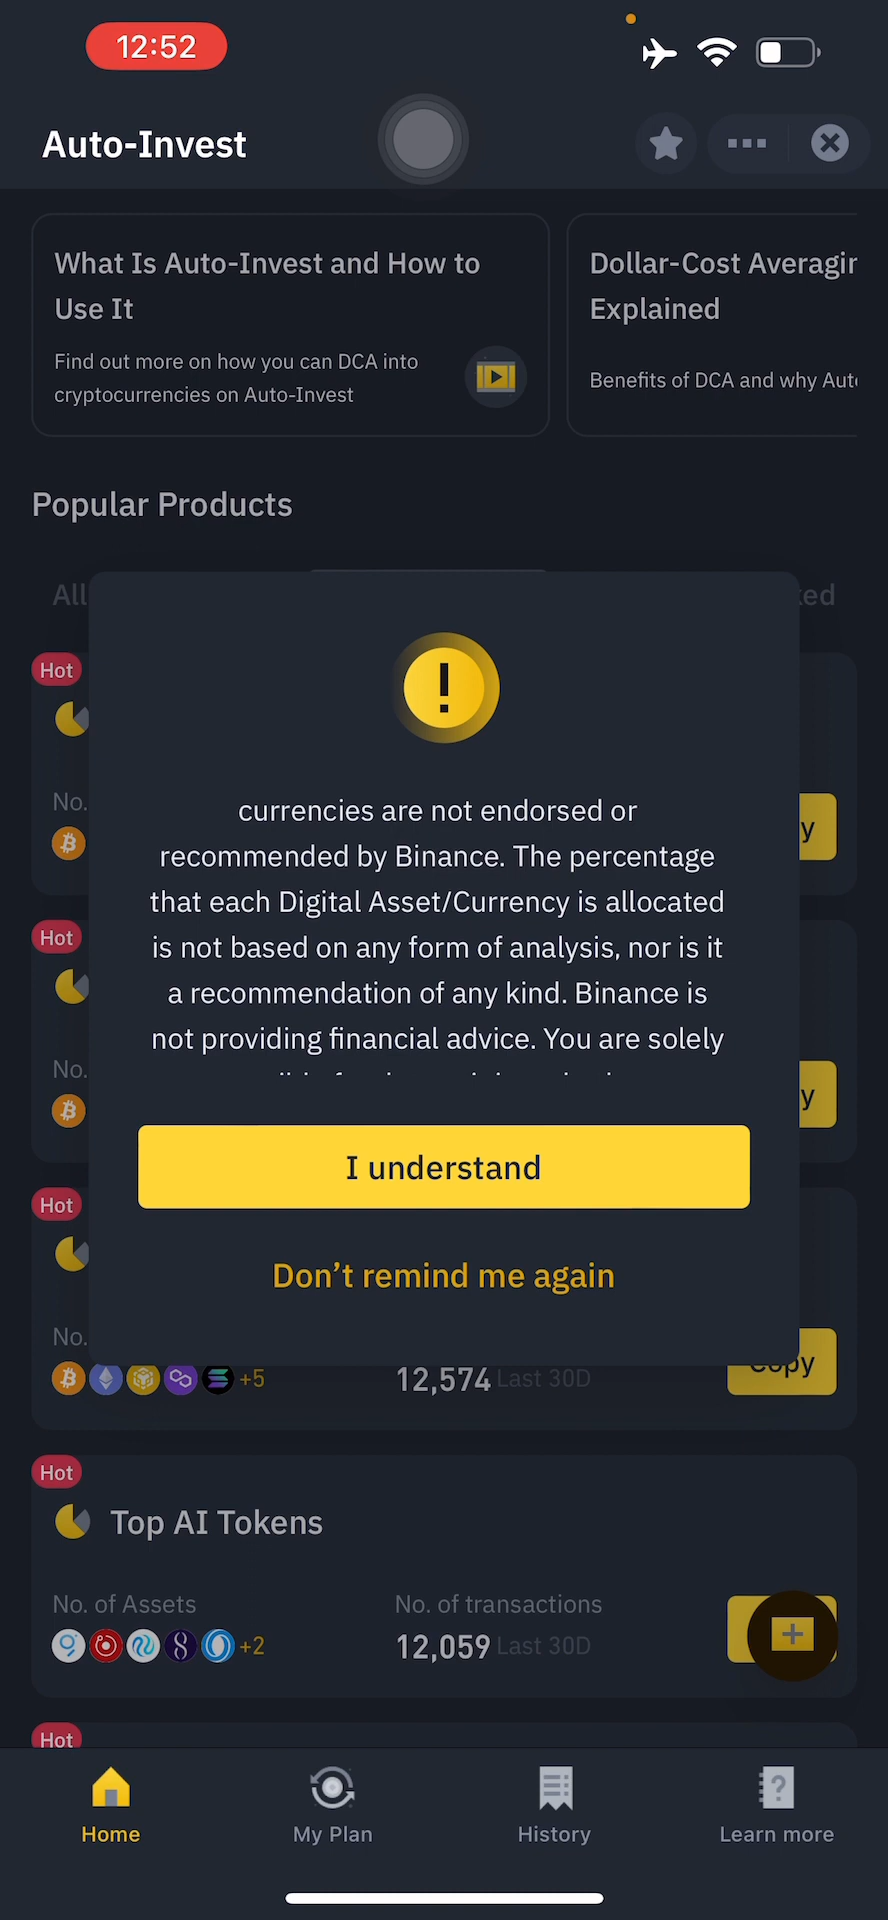 12:52
Auto-Invest
What Is Auto-Invest and How to
Use It
Find out more on how you can DCA into
cryptocurrencies on Auto-Invest
Dollar-Cost Averagin
Explained
Benefits of DCA and why Aut
Popular Products
All
Hot
No.
currencies are not endorsed or
recommended by Binance. The percentage
that each Digital Asset/Currency is allocated
is not based on any form of analysis, nor is it
a recommendation of any kind. Binance is
not providing financial advice. You are solely
I understand
Don't remind me again
Hot
No.
Hot
No.
+5
12,574 Last 30D
Copy
Hot
Top AI Tokens
No. of Assets
No. of transactions
+2
12,059 Last 30D
Hot
Home
My Plan
History
Learn more